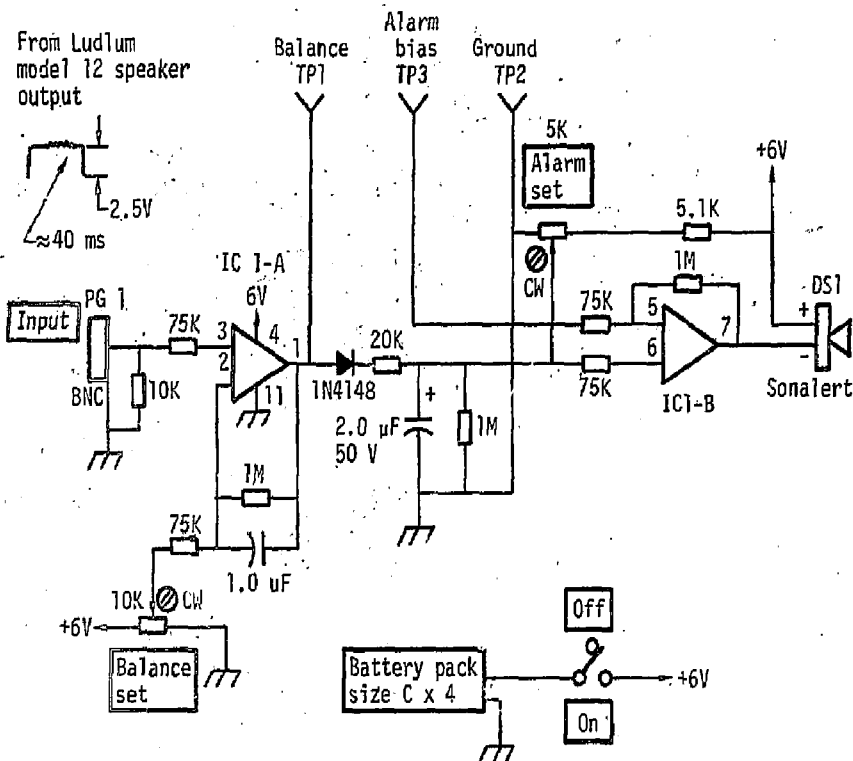 From Ludlum
model 12 speaker
output
2.5V
≈40 ms
Balance
TP1
Alarm
bias
TP3
Ground
TP2
5K
Alarm
set
+6V
5.1K
CW
1M
DS1
+
-
Sonalert
IC 1-A
6V
PG 1
Input
BNC
75K
10K
3
2
4
1
11
1N4148
20K
+
2.0 µF
50 V
1M
75K
75K
5
6
7
IC1-B
1M
75K
1.0 uF
10K
CW
+6V
Balance
set
Battery pack
size C x 4
Off
On
+6V